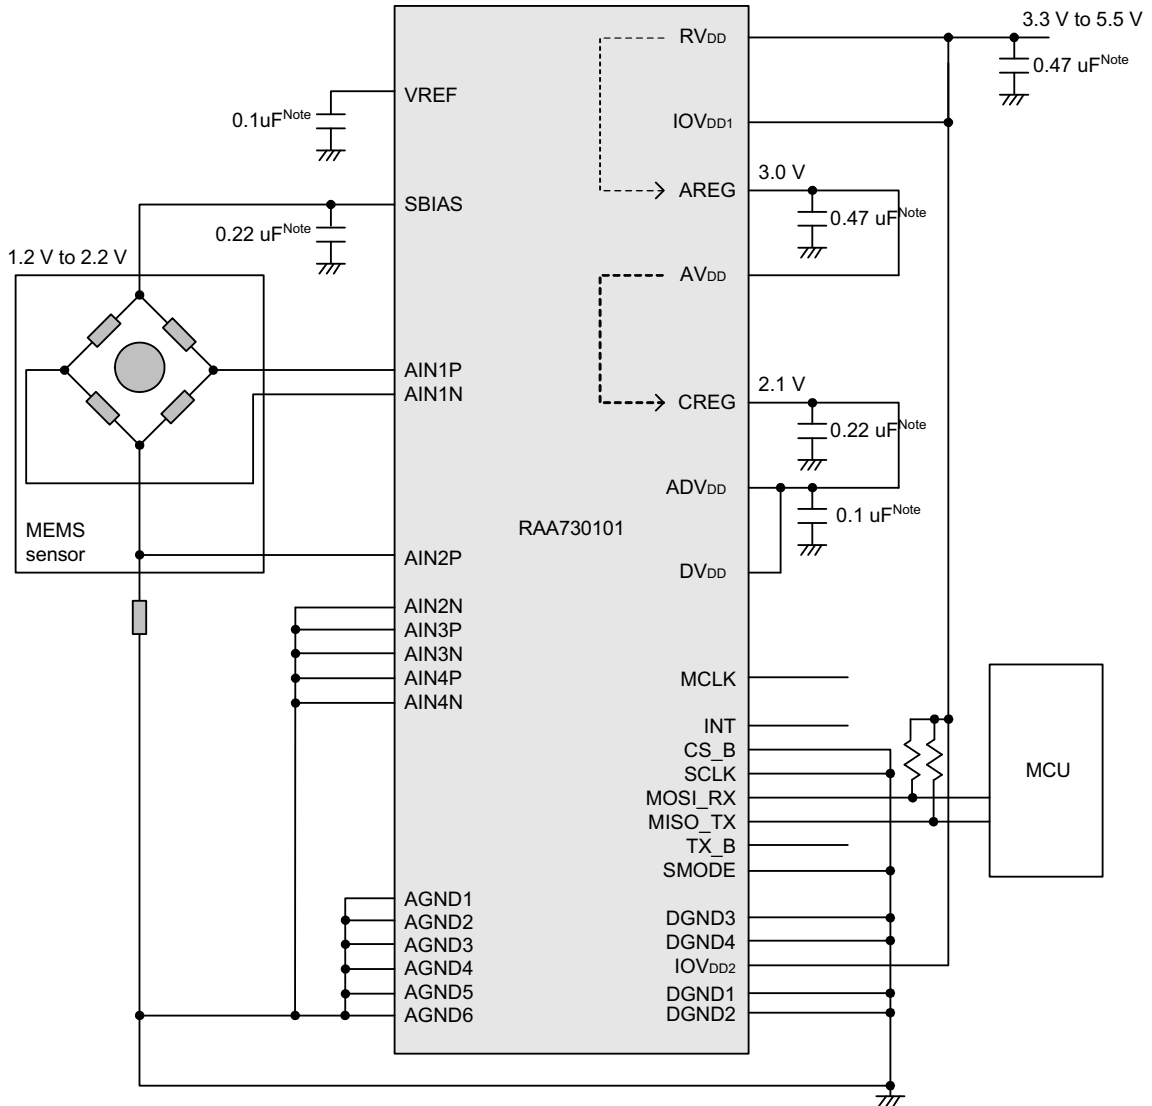 3.3 V to 5.5 V
RVDD
0.47 uFNote
VREF
0.1uFNote
IOVDD1
3.0 V
AREG
SBIAS
0.47 uFNote
0.22 uFNote
1.2 V to 2.2 V
AVDD
AIN1P
AIN1N
2.1 V
CREG
0.22 uFNote
ADVDD
0.1 uFNote
RAA730101
MEMS
sensor
AIN2P
DVDD
AIN2N
AIN3P
AIN3N
AIN4P
AIN4N
MCLK
INT
CS_B
SCLK
MOSI_RX
MISO_TX
TX_B
SMODE
MCU
AGND1
AGND2
AGND3
AGND4
AGND5
AGND6
DGND3
DGND4
IOVDD2
DGND1
DGND2